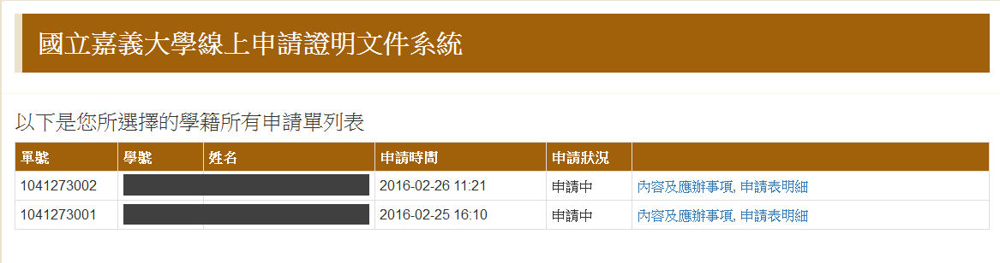 國立嘉義大學線上申請證明文件系統
以下是您所選擇的學籍所有申請單列表
單號 學號 姓名 申請時間 申請狀況
1041273002 2016-02-26 11:21 申請中 內容及應辦事項, 申請表明細
1041273001 2016-02-25 16:10 申請中 內容及應辦事項, 申請表明細